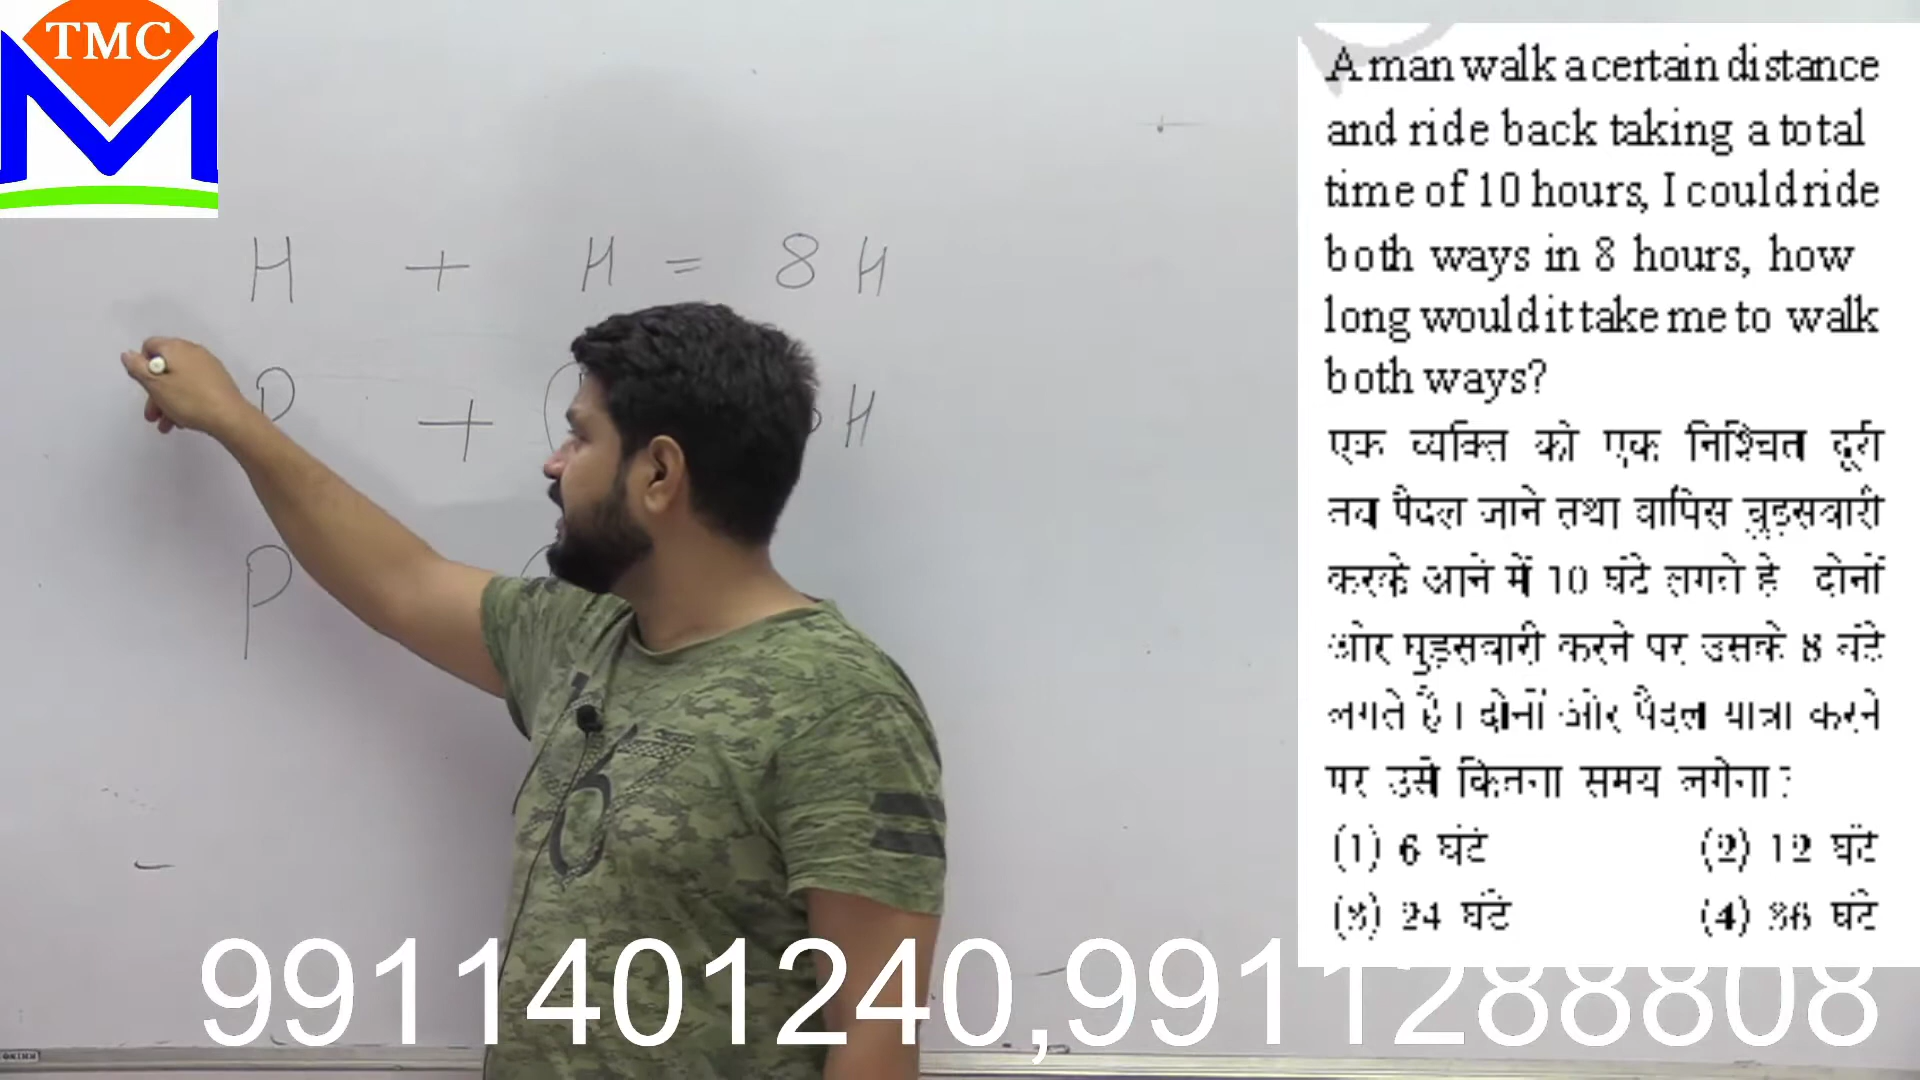 TMC
H + H = 8 H
P + H
P
A man walk a certain distance
and ride back taking a total
time of 10 hours, I could ride
both ways in 8 hours, how
long would it take me to walk
both ways?
एक व्यक्ति को एक निश्चित दूरी
तब पैदल जाने तथा वापिस घुड़सवारी
करके आने में 10 घंटे लगते है दोनों
ओर घुड़सवारी करने पर उसके 8 घंटे
लगते है। दोनों ओर पैदल यात्रा करने
पर उसे कितना समय लगेगा ?
(1) 6 घंटे (2) 12 घंटे
(3) 24 घंटे (4) 36 घंटे
9911401240,9911288808